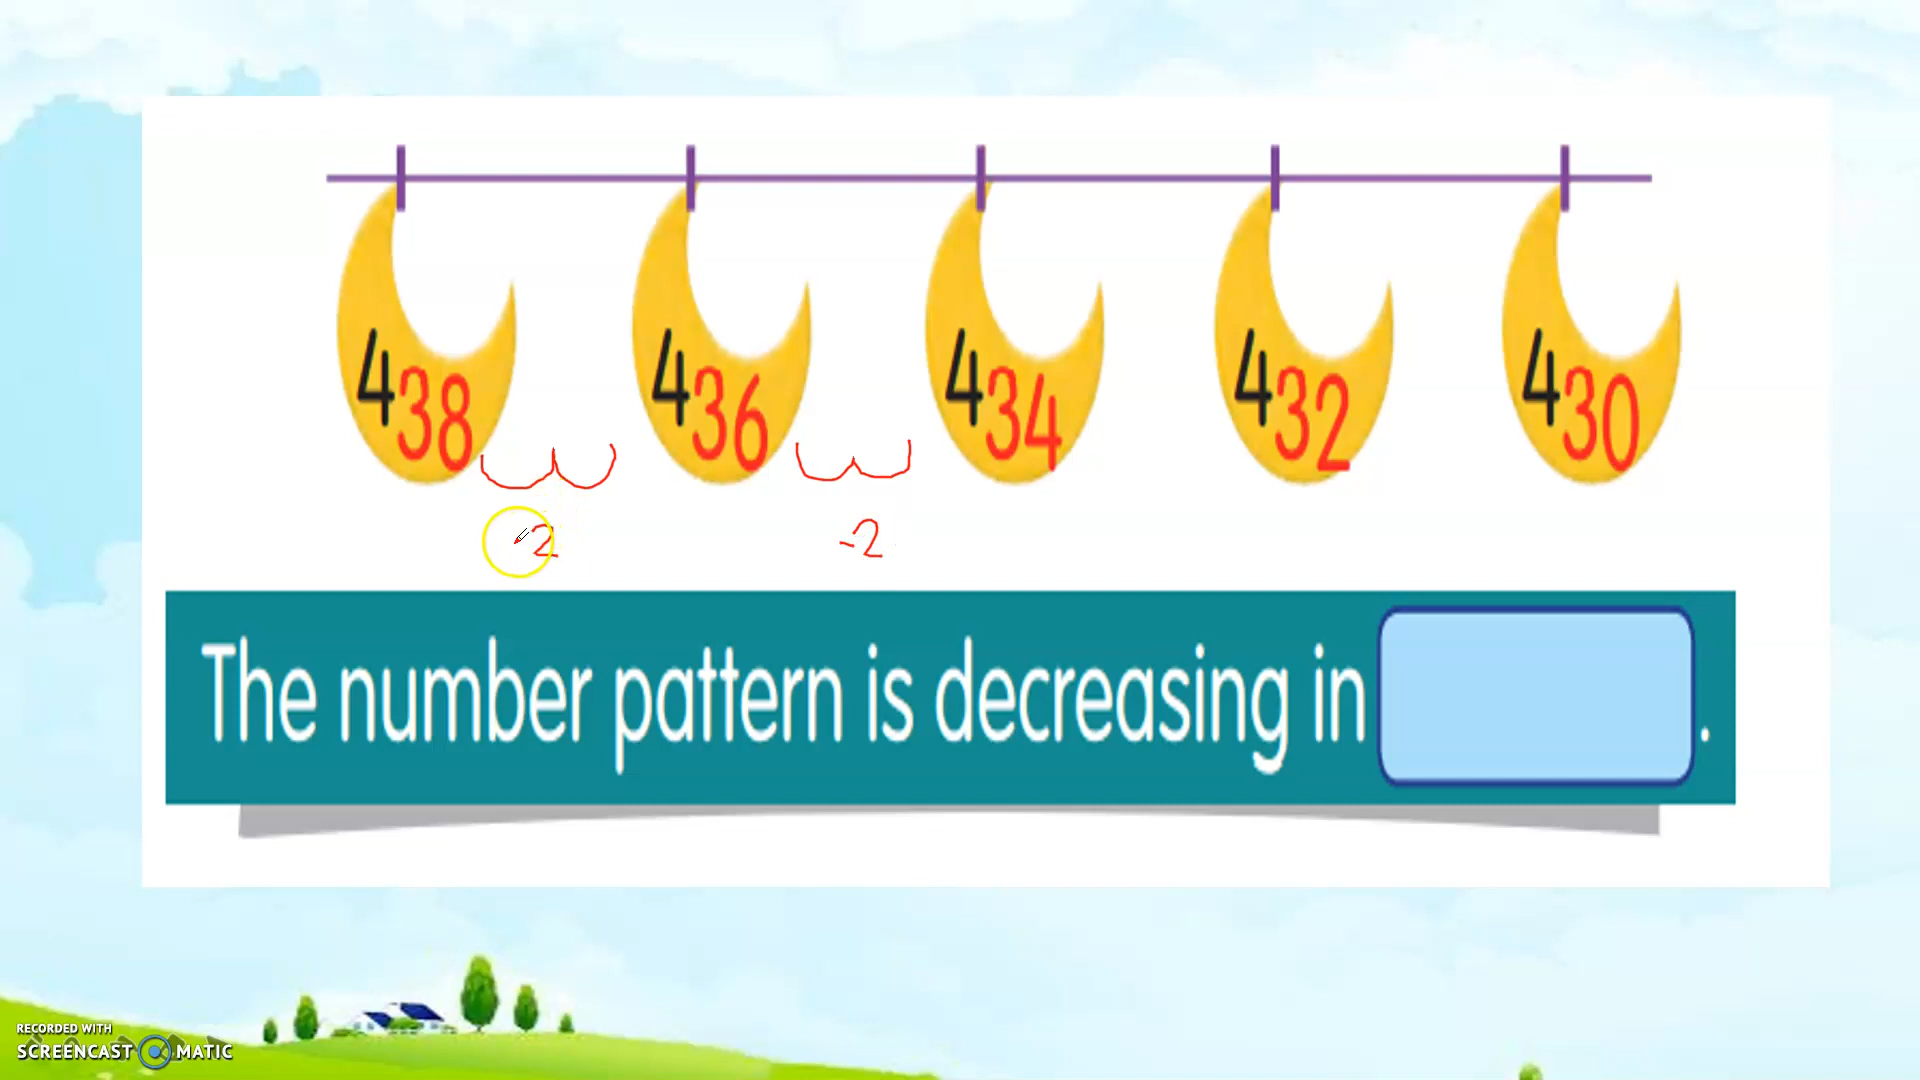 438 436 434 432 430
-2 -2
The number pattern is decreasing in .
RECORDED WITH
SCREENCAST MATIC